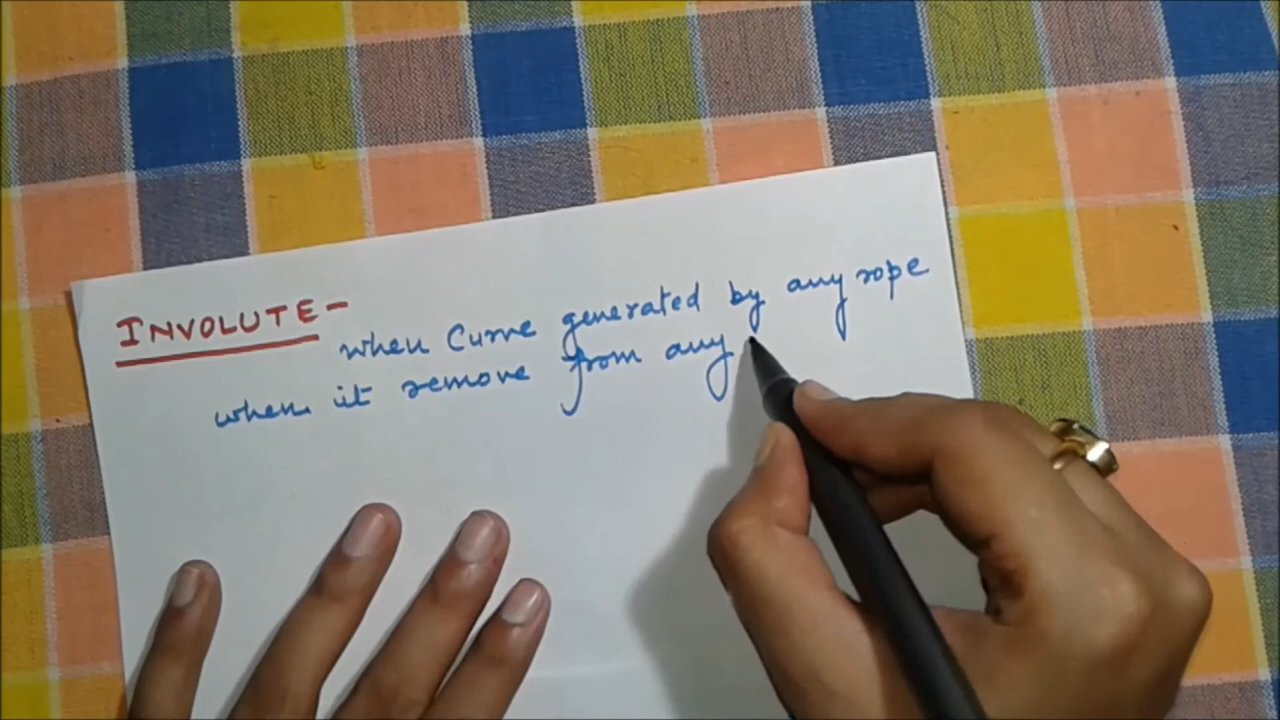 INVOLUTE-
when Curve generated by any rope
when it remove from any